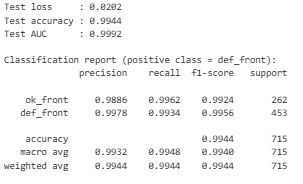 Test loss     : 0.0202
Test accuracy : 0.9944
Test AUC      : 0.9992

Classification report (positive class = def_front):
              precision    recall  f1-score   support

    ok_front     0.9886    0.9962    0.9924       262
   def_front     0.9978    0.9934    0.9956       453

    accuracy                         0.9944       715
   macro avg     0.9932    0.9948    0.9940       715
weighted avg     0.9944    0.9944    0.9944       715